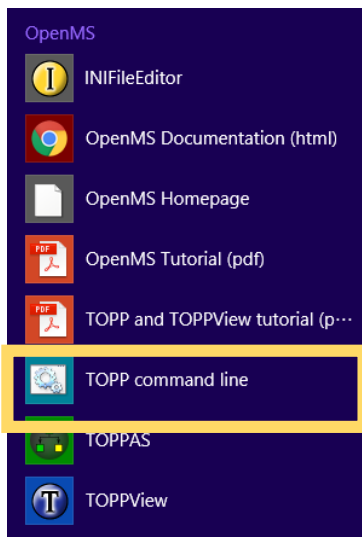 OpenMS
I
INIFileEditor
OpenMS Documentation (html)
OpenMS Homepage
PDF
OpenMS Tutorial (pdf)
PDF
TOPP and TOPPView tutorial (p···
TOPP command line
TOPPAS
T
TOPPView